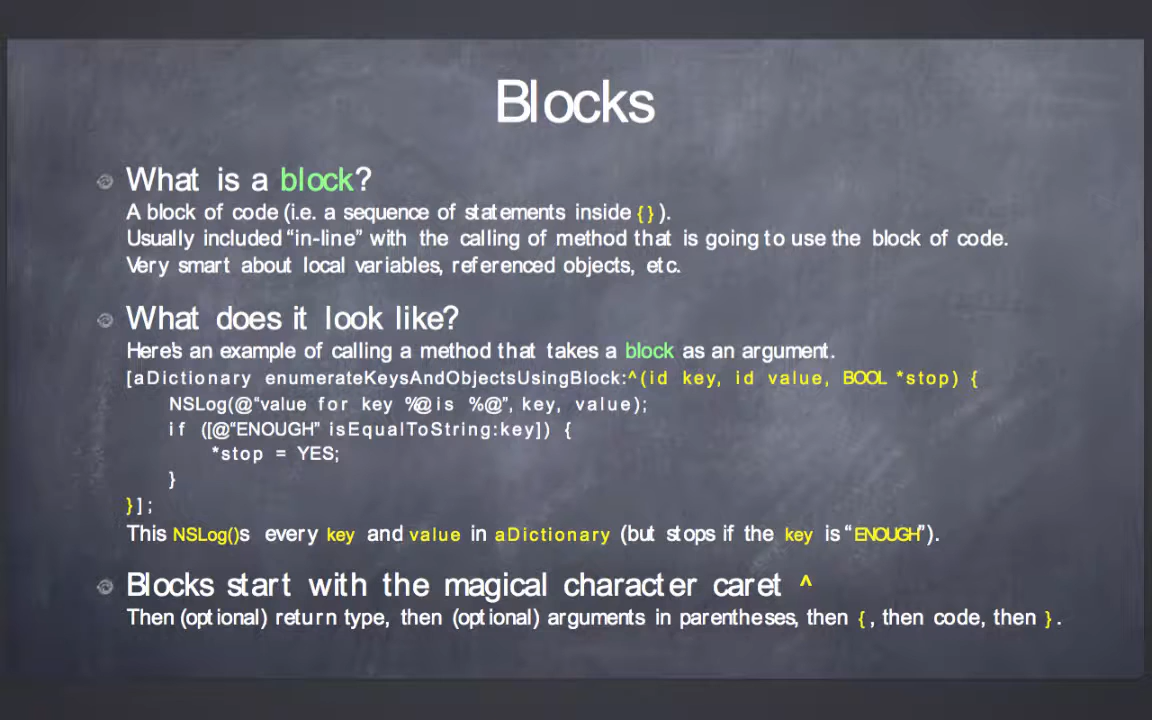 Blocks
What is a block?
A block of code (i.e. a sequence of statements inside {}).
Usually included “in-line” with the calling of method that is going to use the block of code.
Very smart about local variables, referenced objects, etc.
What does it look like?
Here’s an example of calling a method that takes a block as an argument.
[aDictionary enumerateKeysAndObjectsUsingBlock:^(id key, id value, BOOL *stop) {
NSLog(@“value for key %@ is %@”, key, value);
if ([@“ENOUGH” isEqualToString:key]) {
*stop = YES;
}
}];
This NSLog()s every key and value in aDictionary (but stops if the key is “ENOUGH”).
Blocks start with the magical character caret ^
Then (optional) return type, then (optional) arguments in parentheses, then {, then code, then }.